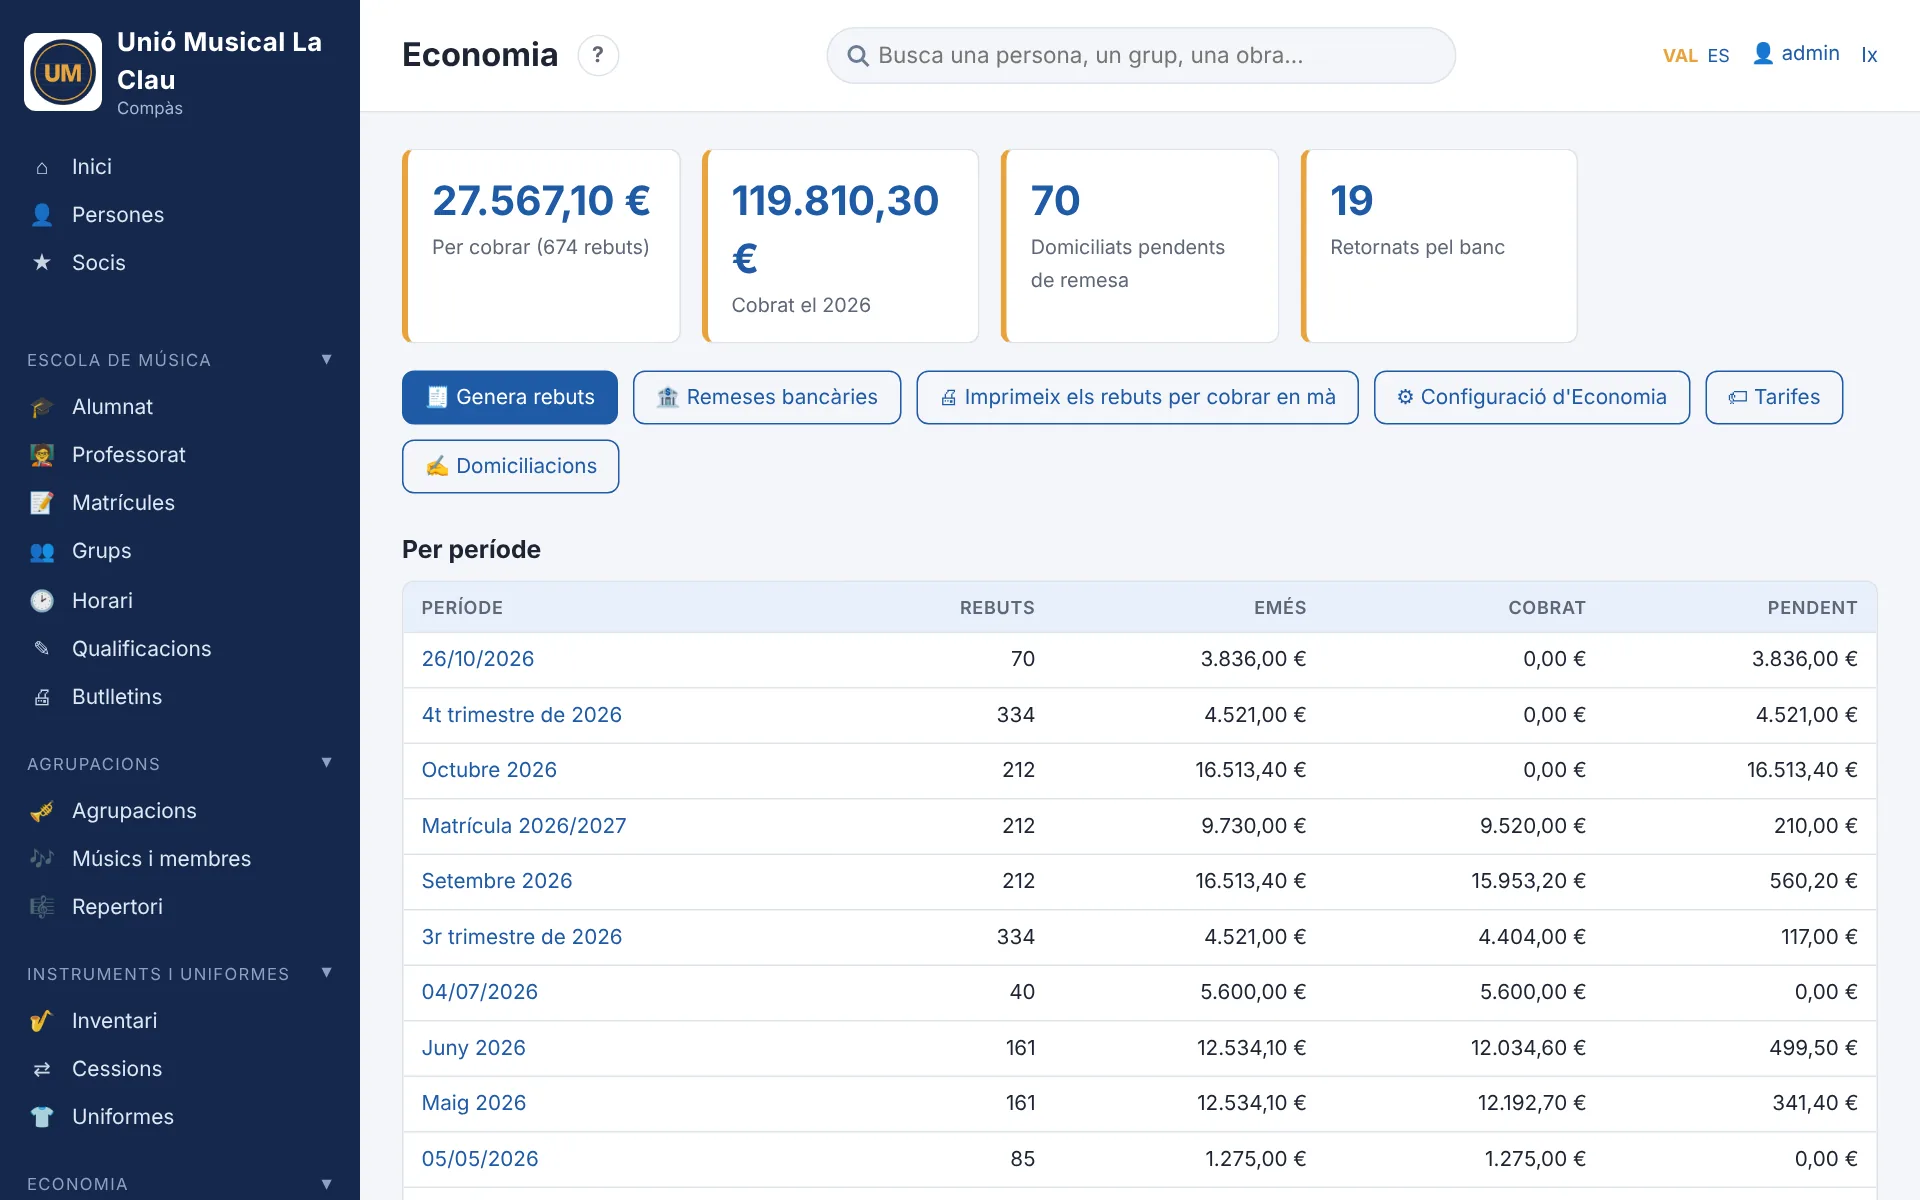 UM
Unió Musical La
Clau
Compàs
Inici
Persones
Socis
ESCOLA DE MÚSICA ▼
Alumnat
Professorat
Matrícules
Grups
Horari
Qualificacions
Butlletins
AGRUPACIONS ▼
Agrupacions
Músics i membres
Repertori
INSTRUMENTS I UNIFORMES ▼
Inventari
Cessions
Uniformes
ECONOMIA ▼
Economia ?
Busca una persona, un grup, una obra...
VAL ES admin Ix
27.567,10 €
Per cobrar (674 rebuts)
119.810,30
€
Cobrat el 2026
70
Domiciliats pendents
de remesa
19
Retornats pel banc
Genera rebuts
Remeses bancàries
Imprimeix els rebuts per cobrar en mà
Configuració d'Economia
Tarifes
Domiciliacions
Per període
PERÍODE REBUTS EMÉS COBRAT PENDENT
26/10/2026 70 3.836,00 € 0,00 € 3.836,00 €
4t trimestre de 2026 334 4.521,00 € 0,00 € 4.521,00 €
Octubre 2026 212 16.513,40 € 0,00 € 16.513,40 €
Matrícula 2026/2027 212 9.730,00 € 9.520,00 € 210,00 €
Setembre 2026 212 16.513,40 € 15.953,20 € 560,20 €
3r trimestre de 2026 334 4.521,00 € 4.404,00 € 117,00 €
04/07/2026 40 5.600,00 € 5.600,00 € 0,00 €
Juny 2026 161 12.534,10 € 12.034,60 € 499,50 €
Maig 2026 161 12.534,10 € 12.192,70 € 341,40 €
05/05/2026 85 1.275,00 € 1.275,00 € 0,00 €